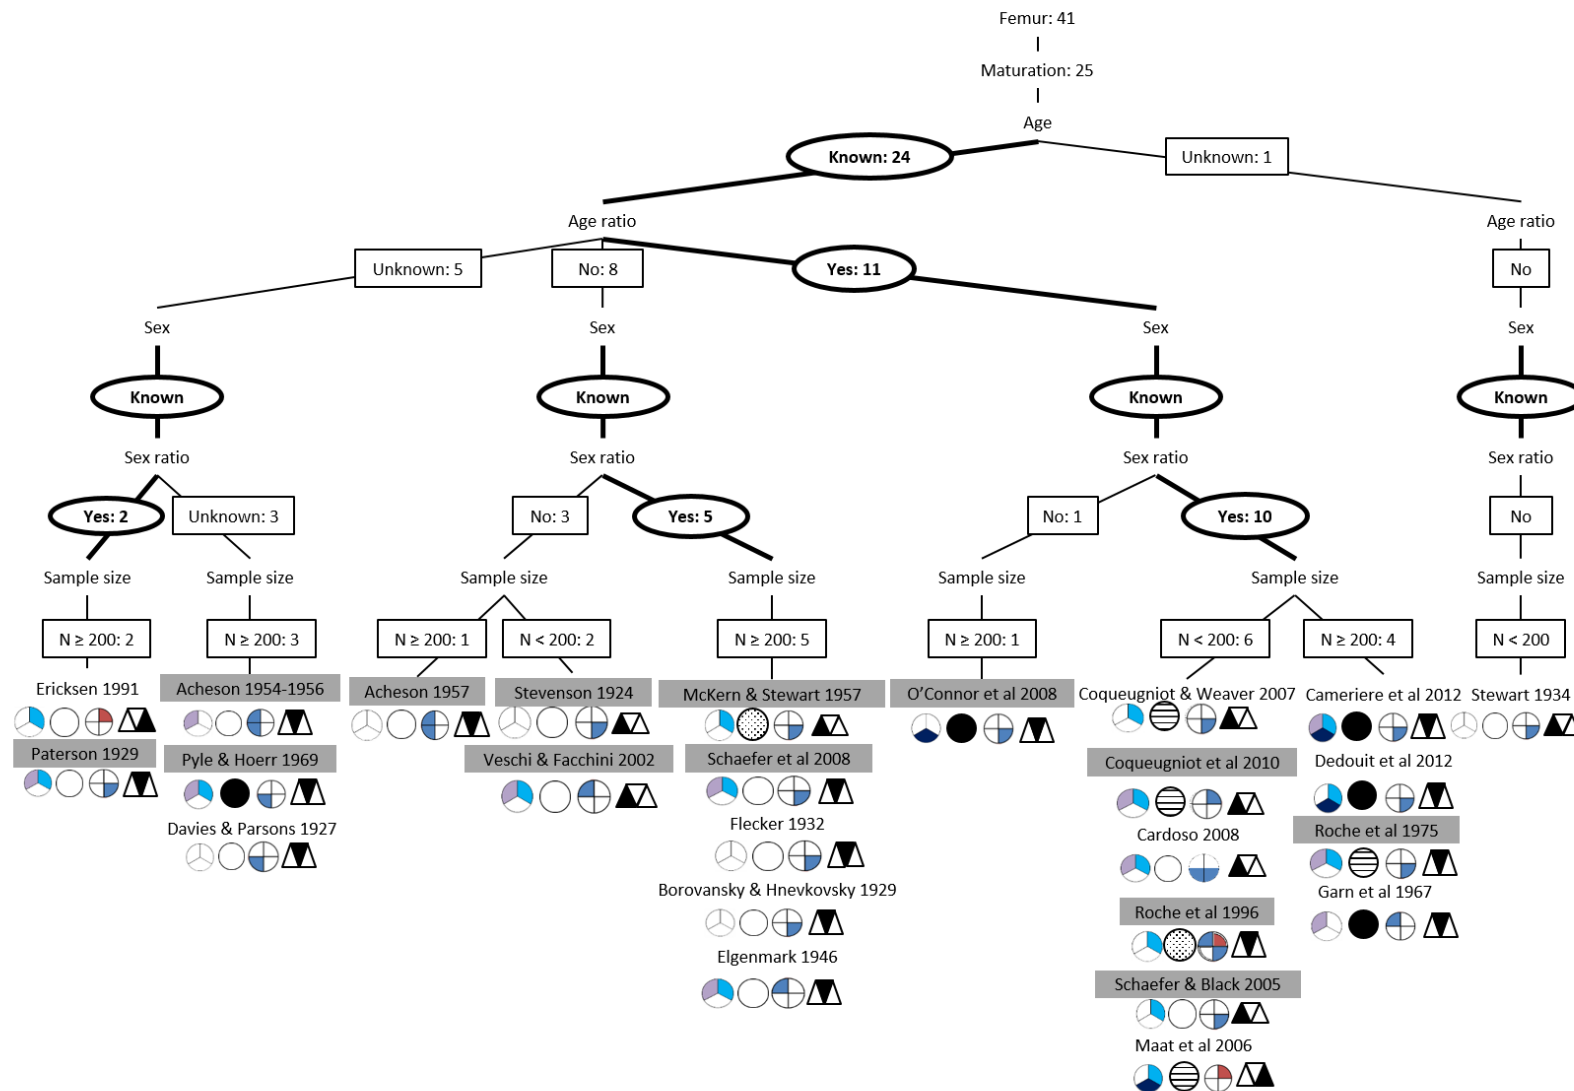 Femur: 41
Maturation: 25
Age
Known: 24
Unknown: 1
Age ratio
Age ratio
Unknown: 5
No: 8
Yes: 11
No
Sex
Sex
Sex
Sex
Known
Known
Known
Known
Sex ratio
Sex ratio
Sex ratio
Sex ratio
Yes: 2
Unknown: 3
No: 3
Yes: 5
No: 1
Yes: 10
No
Sample size
Sample size
Sample size
Sample size
Sample size
Sample size
Sample size
N ≥ 200: 2
N ≥ 200: 3
N ≥ 200: 1
N < 200: 2
N ≥ 200: 5
N ≥ 200: 1
N < 200: 6
N ≥ 200: 4
N < 200
Ericksen 1991
Paterson 1929
Acheson 1954-1956
Pyle & Hoerr 1969
Davies & Parsons 1927
Acheson 1957
Stevenson 1924
Veschi & Facchini 2002
McKern & Stewart 1957
Schaefer et al 2008
Flecker 1932
Borovansky & Hnevkovsky 1929
Elgenmark 1946
O'Connor et al 2008
Coqueugniot & Weaver 2007
Coqueugniot et al 2010
Cardoso 2008
Roche et al 1996
Schaefer & Black 2005
Maat et al 2006
Cameriere et al 2012
Dedouit et al 2012
Roche et al 1975
Garn et al 1967
Stewart 1934